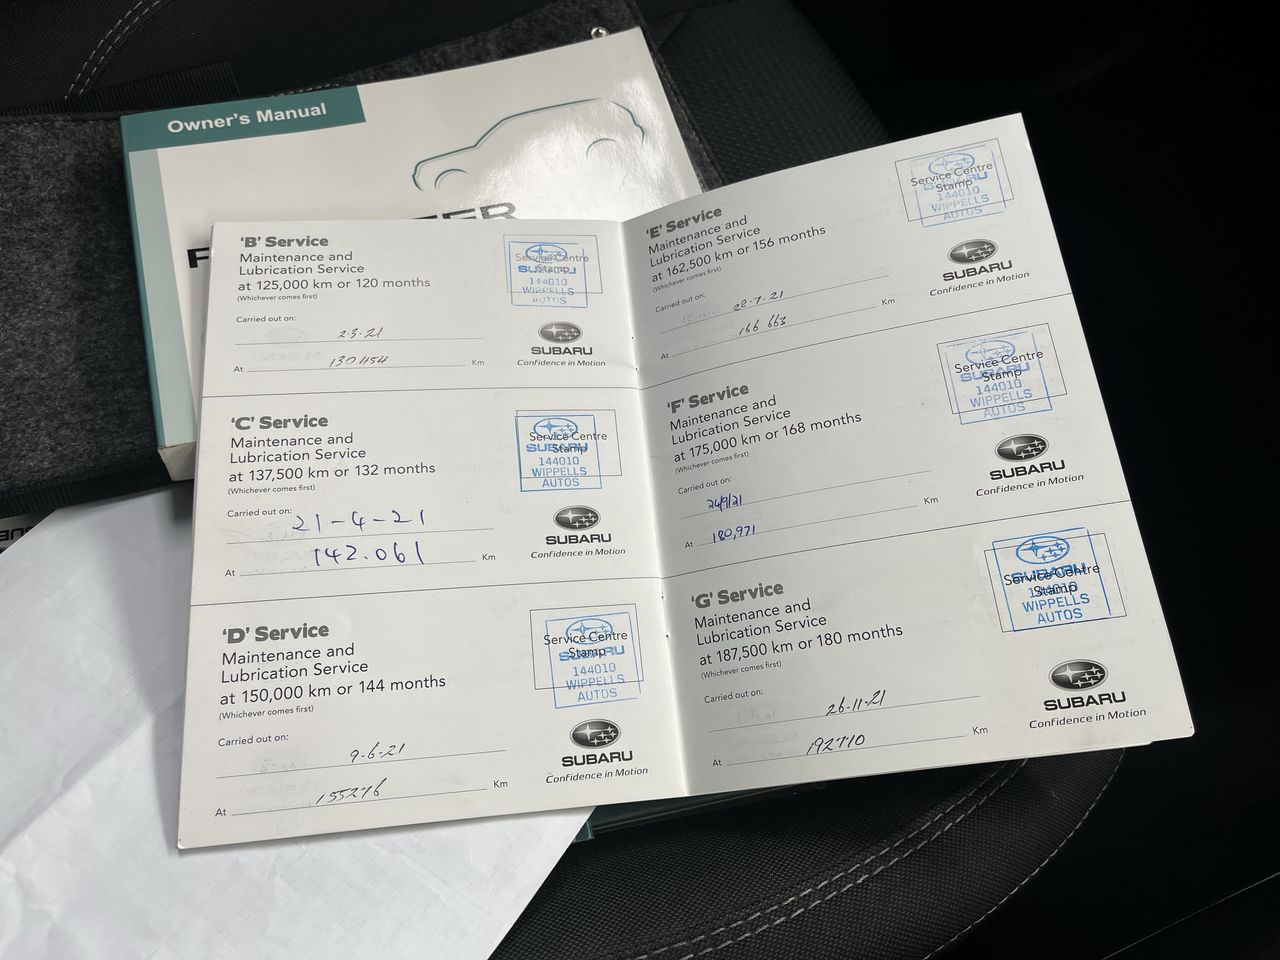 Owner's Manual
'B' Service
Maintenance and
Lubrication Service
at 125,000 km or 120 months
(Whichever comes first)
Carried out on:
2·3·21
At 130454 Km
Service Centre
Stamp
SUBARU
144010
WIPPELLS
AUTOS
SUBARU
Confidence in Motion
'C' Service
Maintenance and
Lubrication Service
at 137,500 km or 132 months
(Whichever comes first)
Carried out on:
21-4-21
At 142.061 Km
Service Centre
Stamp
SUBARU
144010
WIPPELLS
AUTOS
SUBARU
Confidence in Motion
'D' Service
Maintenance and
Lubrication Service
at 150,000 km or 144 months
(Whichever comes first)
Carried out on:
9·6·21
At 155276 Km
Service Centre
Stamp
SUBARU
144010
WIPPELLS
AUTOS
SUBARU
Confidence in Motion
'E' Service
Maintenance and
Lubrication Service
at 162,500 km or 156 months
(Whichever comes first)
Carried out on:
28·7·21
At 166 663 Km
Service Centre
Stamp
SUBARU
144010
WIPPELLS
AUTOS
SUBARU
Confidence in Motion
'F' Service
Maintenance and
Lubrication Service
at 175,000 km or 168 months
(Whichever comes first)
Carried out on:
24/9/21
At 180,971 Km
Service Centre
Stamp
SUBARU
144010
WIPPELLS
AUTOS
SUBARU
Confidence in Motion
'G' Service
Maintenance and
Lubrication Service
at 187,500 km or 180 months
(Whichever comes first)
Carried out on:
26·11·21
At 192710 Km
Service Centre
Stamp
SUBARU
144010
WIPPELLS
AUTOS
SUBARU
Confidence in Motion